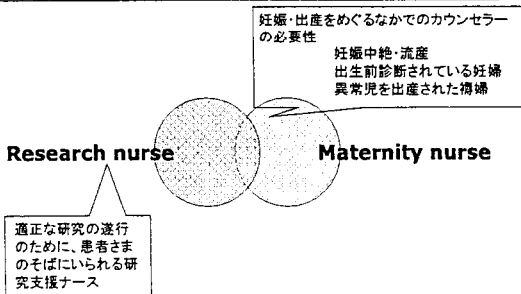 妊娠・出産をめぐるなかでのカウンセラー
の必要性
妊娠中絶・流産
出生前診断されている妊婦
異常児を出産された褥婦
Research nurse
Maternity nurse
適正な研究の遂行
のために、患者さま
のそばにいられる研
究支援ナース